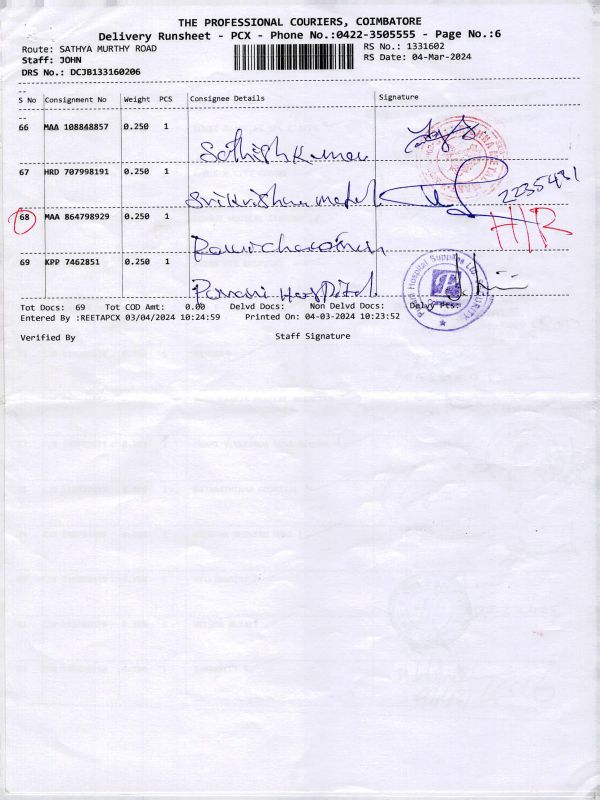 THE PROFESSIONAL COURIERS, COIMBATORE
Delivery Runsheet - PCX - Phone No.:0422-3505555 - Page No.:6
Route: SATHYA MURTHY ROAD RS No.: 1331602
Staff: JOHN RS Date: 04-Mar-2024
DRS No.: DCJB133160206
S No Consignment No Weight PCS Consignee Details Signature
66 MAA 108848857 0.250 1 Sathishkumar
67 HRD 707998191 0.250 1 Srikrishna 2235431
68 MAA 864798929 0.250 1 H/R
69 KPP 7462851 0.250 1 Hospital
Hospital Supplies
Tot Docs: 69 Tot COD Amt: 0.00 Delvd Docs: Non Delvd Docs: Delvy Pts:
Entered By :REETAPCX 03/04/2024 10:24:59 Printed On: 04-03-2024 10:23:52
Verified By Staff Signature